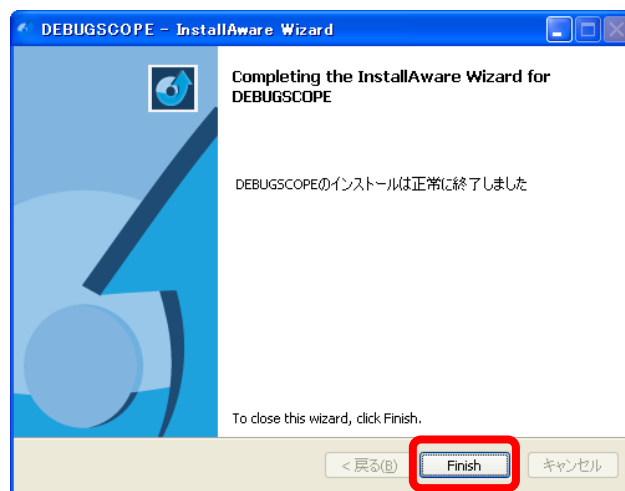 DEBUGSCOPE - InstallAware Wizard
Completing the InstallAware Wizard for
DEBUGSCOPE
DEBUGSCOPEのインストールは正常に終了しました
To close this wizard, click Finish.
< 戻る(B)
Finish
キャンセル